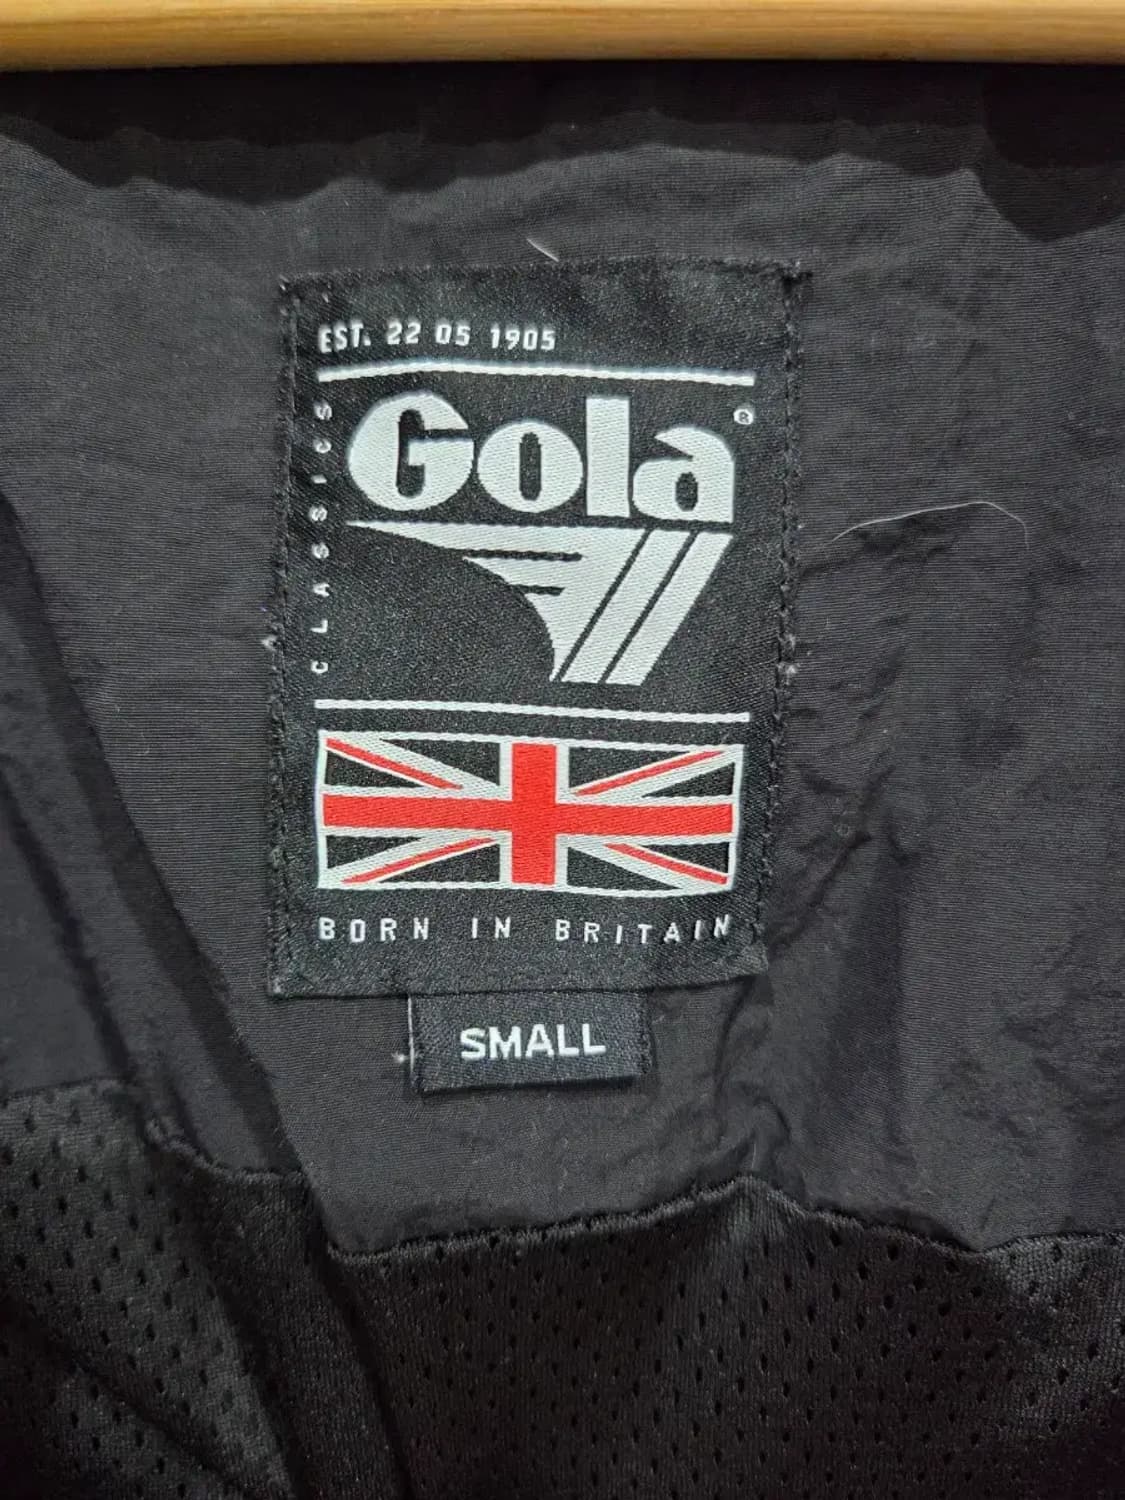 EST. 22 05 1905
CLASSICS
Gola®
BORN IN BRITAIN
SMALL